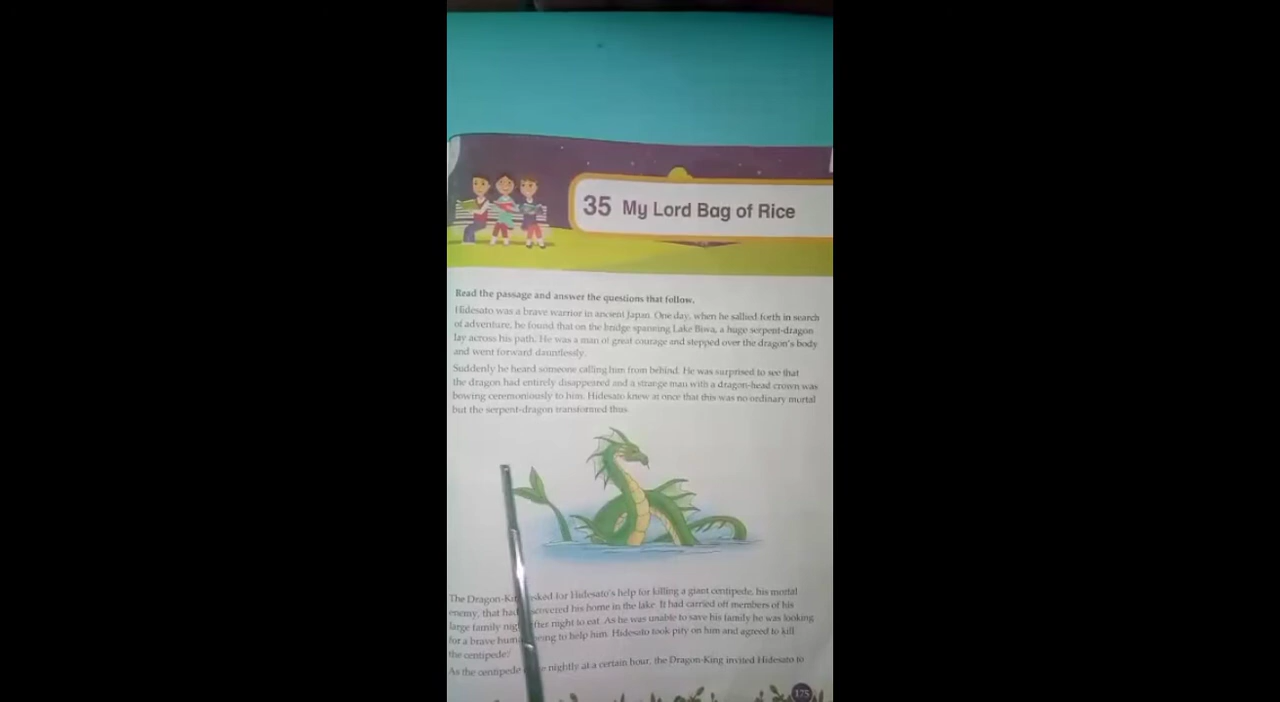 35 My Lord Bag of Rice
Read the passage and answer the questions that follow.
Hidesato was a brave warrior in ancient Japan. One day, when he sallied forth in search
of adventure, he found that on the bridge spanning Lake Biwa, a huge serpent-dragon
lay across his path. He was a man of great courage and stepped over the dragon's body
and went forward dauntlessly.
Suddenly he heard someone calling him from behind. He was surprised to see that
the dragon had entirely disappeared and a strange man with a dragon-head crown was
bowing ceremoniously to him. Hidesato knew at once that this was no ordinary mortal
but the serpent-dragon transformed thus.
The Dragon- asked for Hidesato's help for killing a giant centipede, his mortal
enemy, that had his home in the lake. It had carried off members of his
large family after night to eat. As he was unable to save his family he was looking
for a brave being to help him. Hidesato took pity on him and agreed to kill
the centipede.
As the centipede nightly at a certain hour, the Dragon-King invited Hidesato to
175